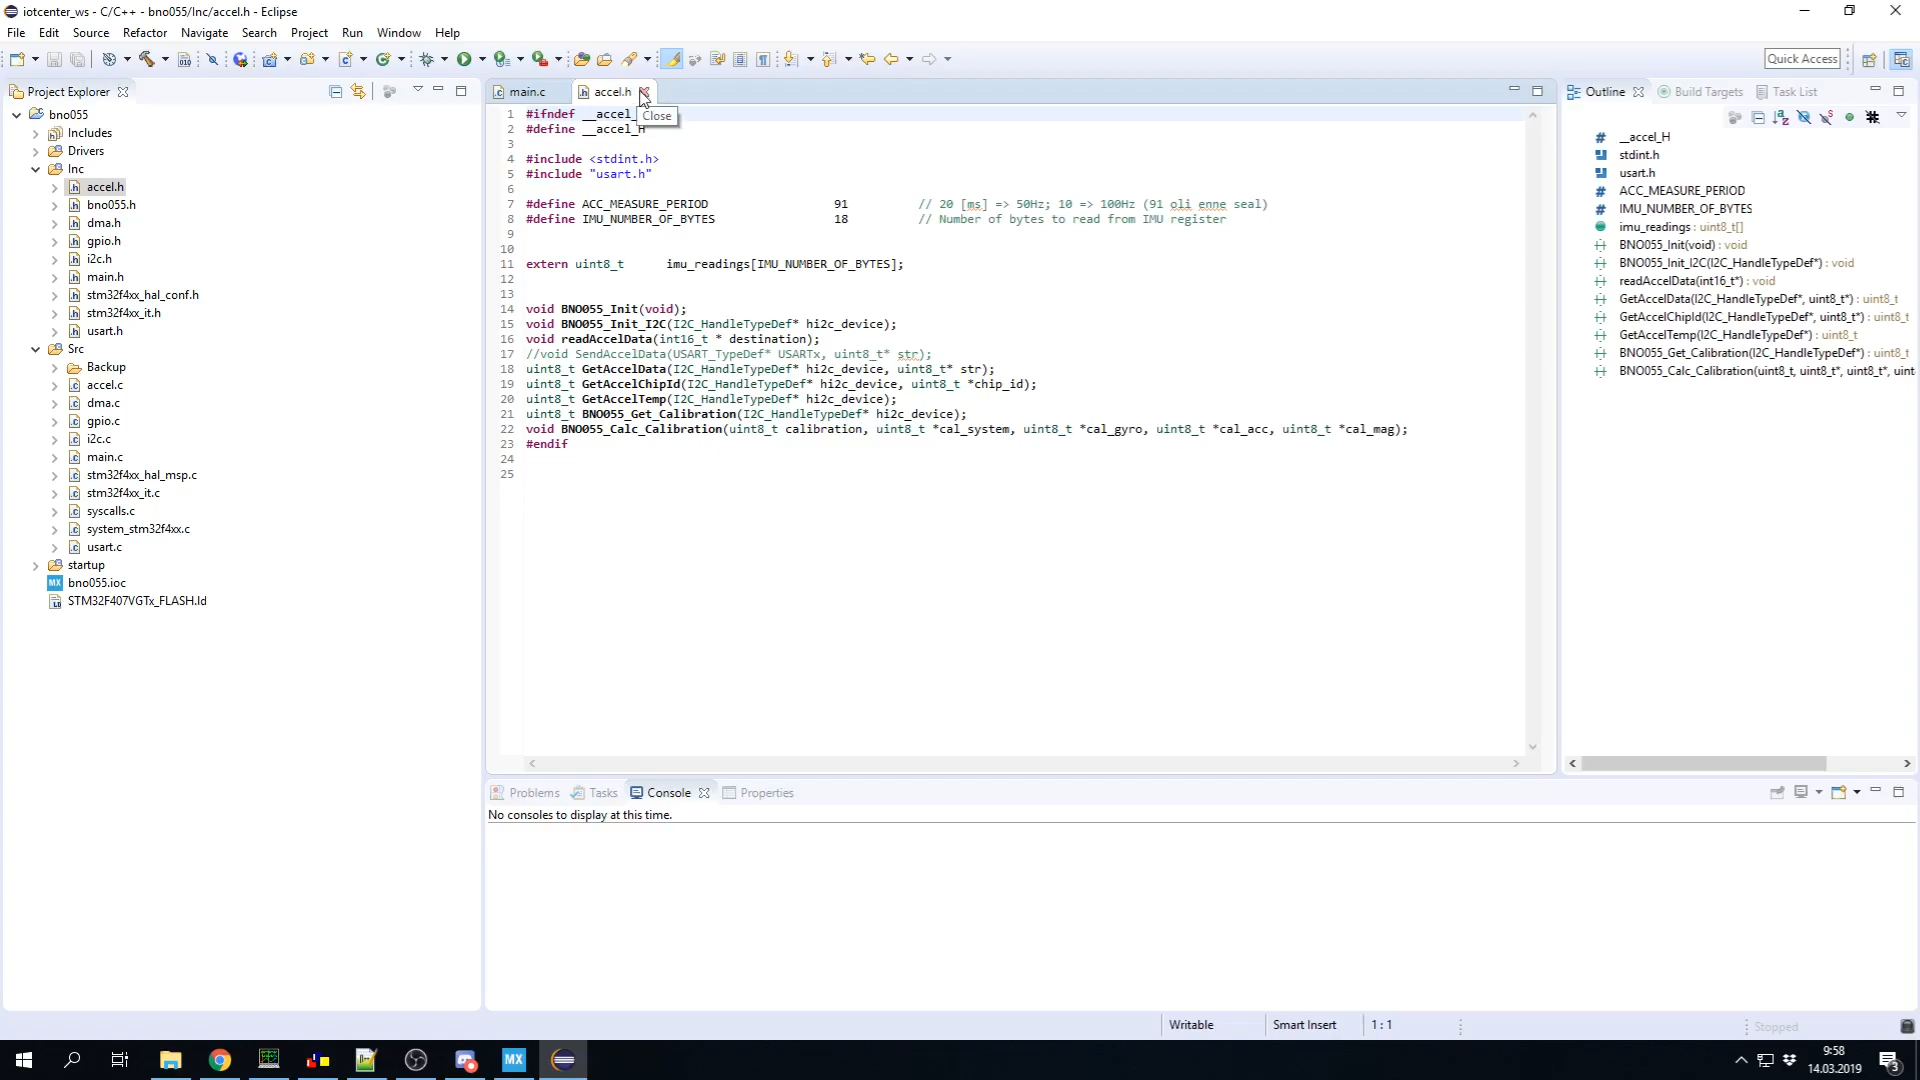 iotcenter_ws - C/C++ - bno055/Inc/accel.h - Eclipse
File Edit Source Refactor Navigate Search Project Run Window Help
Quick Access
Project Explorer
bno055
Includes
Drivers
Inc
accel.h
bno055.h
dma.h
gpio.h
i2c.h
main.h
stm32f4xx_hal_conf.h
stm32f4xx_it.h
usart.h
Src
Backup
accel.c
dma.c
gpio.c
i2c.c
main.c
stm32f4xx_hal_msp.c
stm32f4xx_it.c
syscalls.c
system_stm32f4xx.c
usart.c
startup
bno055.ioc
STM32F407VGTx_FLASH.ld
main.c accel.h
Close
1 #ifndef __accel_
2 #define __accel_H
3
4 #include <stdint.h>
5 #include "usart.h"
6
7 #define ACC_MEASURE_PERIOD 91 // 20 [ms] => 50Hz; 10 => 100Hz (91 oli enne seal)
8 #define IMU_NUMBER_OF_BYTES 18 // Number of bytes to read from IMU register
9
10
11 extern uint8_t imu_readings[IMU_NUMBER_OF_BYTES];
12
13
14 void BNO055_Init(void);
15 void BNO055_Init_I2C(I2C_HandleTypeDef* hi2c_device);
16 void readAccelData(int16_t * destination);
17 //void SendAccelData(USART_TypeDef* USARTx, uint8_t* str);
18 uint8_t GetAccelData(I2C_HandleTypeDef* hi2c_device, uint8_t* str);
19 uint8_t GetAccelChipId(I2C_HandleTypeDef* hi2c_device, uint8_t *chip_id);
20 uint8_t GetAccelTemp(I2C_HandleTypeDef* hi2c_device);
21 uint8_t BNO055_Get_Calibration(I2C_HandleTypeDef* hi2c_device);
22 void BNO055_Calc_Calibration(uint8_t calibration, uint8_t *cal_system, uint8_t *cal_gyro, uint8_t *cal_acc, uint8_t *cal_mag);
23 #endif
24
25
Outline Build Targets Task List
__accel_H
stdint.h
usart.h
ACC_MEASURE_PERIOD
IMU_NUMBER_OF_BYTES
imu_readings : uint8_t[]
BNO055_Init(void) : void
BNO055_Init_I2C(I2C_HandleTypeDef*) : void
readAccelData(int16_t*) : void
GetAccelData(I2C_HandleTypeDef*, uint8_t*) : uint8_t
GetAccelChipId(I2C_HandleTypeDef*, uint8_t*) : uint8_t
GetAccelTemp(I2C_HandleTypeDef*) : uint8_t
BNO055_Get_Calibration(I2C_HandleTypeDef*) : uint8_t
BNO055_Calc_Calibration(uint8_t, uint8_t*, uint8_t*, uint
Problems Tasks Console Properties
No consoles to display at this time.
Writable Smart Insert 1 : 1 Stopped
MX
9:58
14.03.2019
3